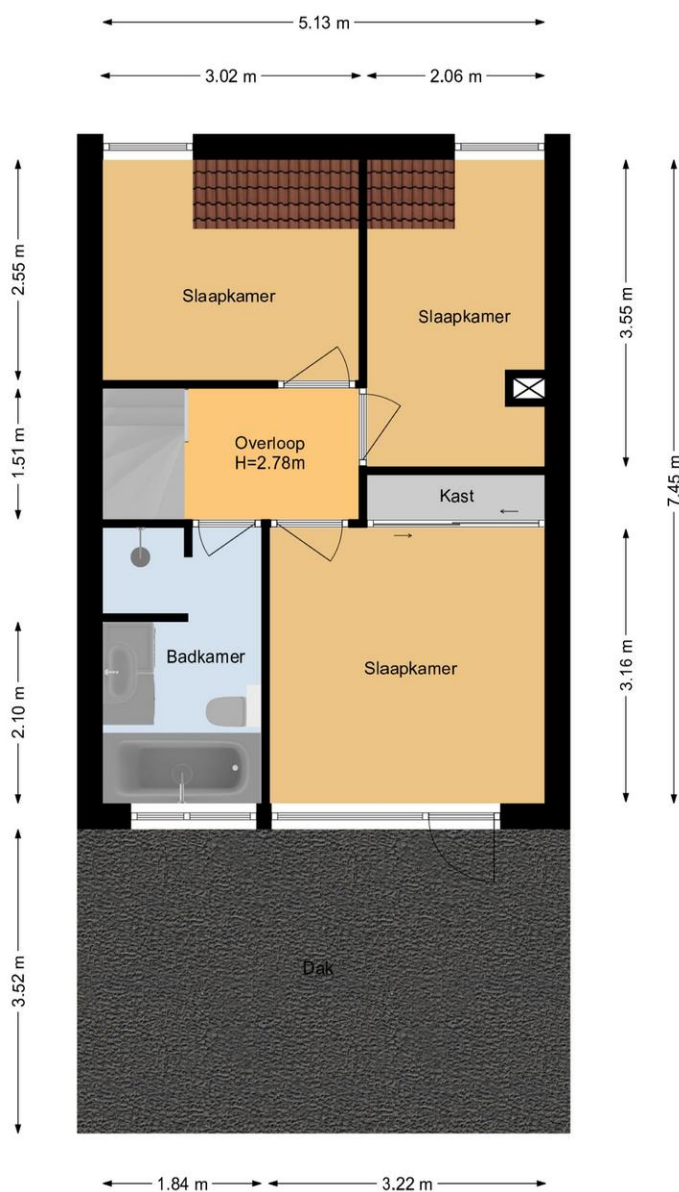 5.13 m
3.02 m
2.06 m
2.55 m
Slaapkamer
Slaapkamer
3.55 m
1.51 m
Overloop
H=2.78m
Kast
7.45 m
Badkamer
Slaapkamer
2.10 m
3.16 m
3.52 m
Dak
1.84 m
3.22 m